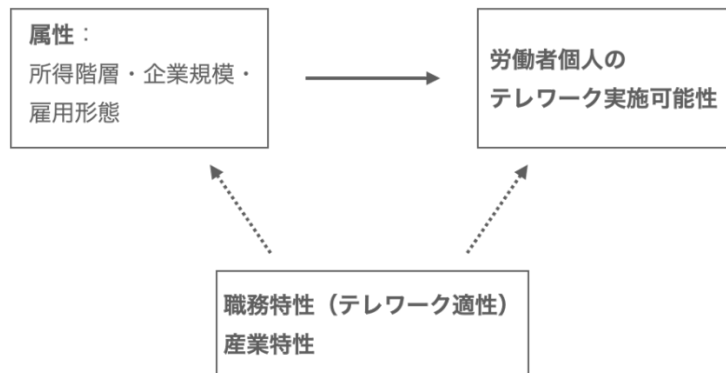 属性：
所得階層・企業規模・
雇用形態
労働者個人の
テレワーク実施可能性
職務特性（テレワーク適性）
産業特性